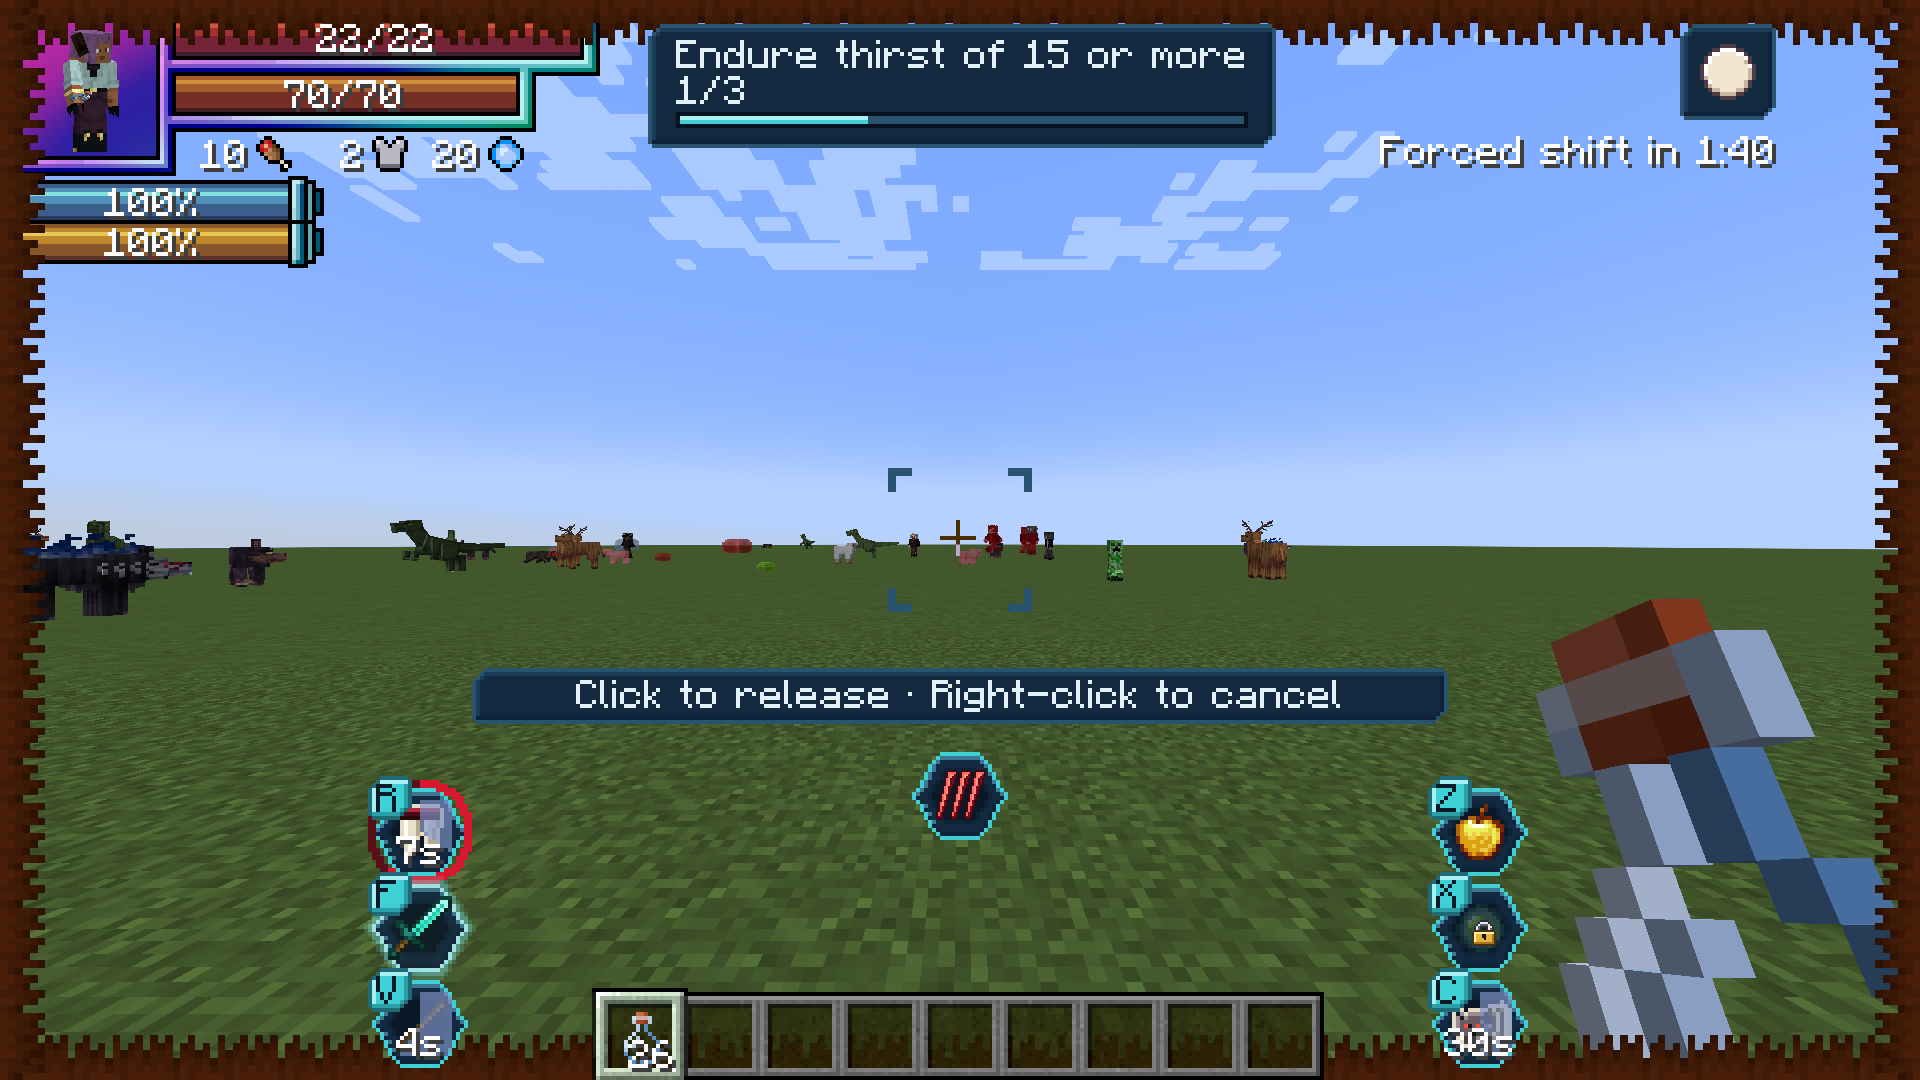 22/22
Endure thirst of 15 or more
1/3
70/70
10 2 20
Forced shift in 1:40
100%
100%
Click to release · Right-click to cancel
R
7s
F
V
4s
Z
X
C
30s
26